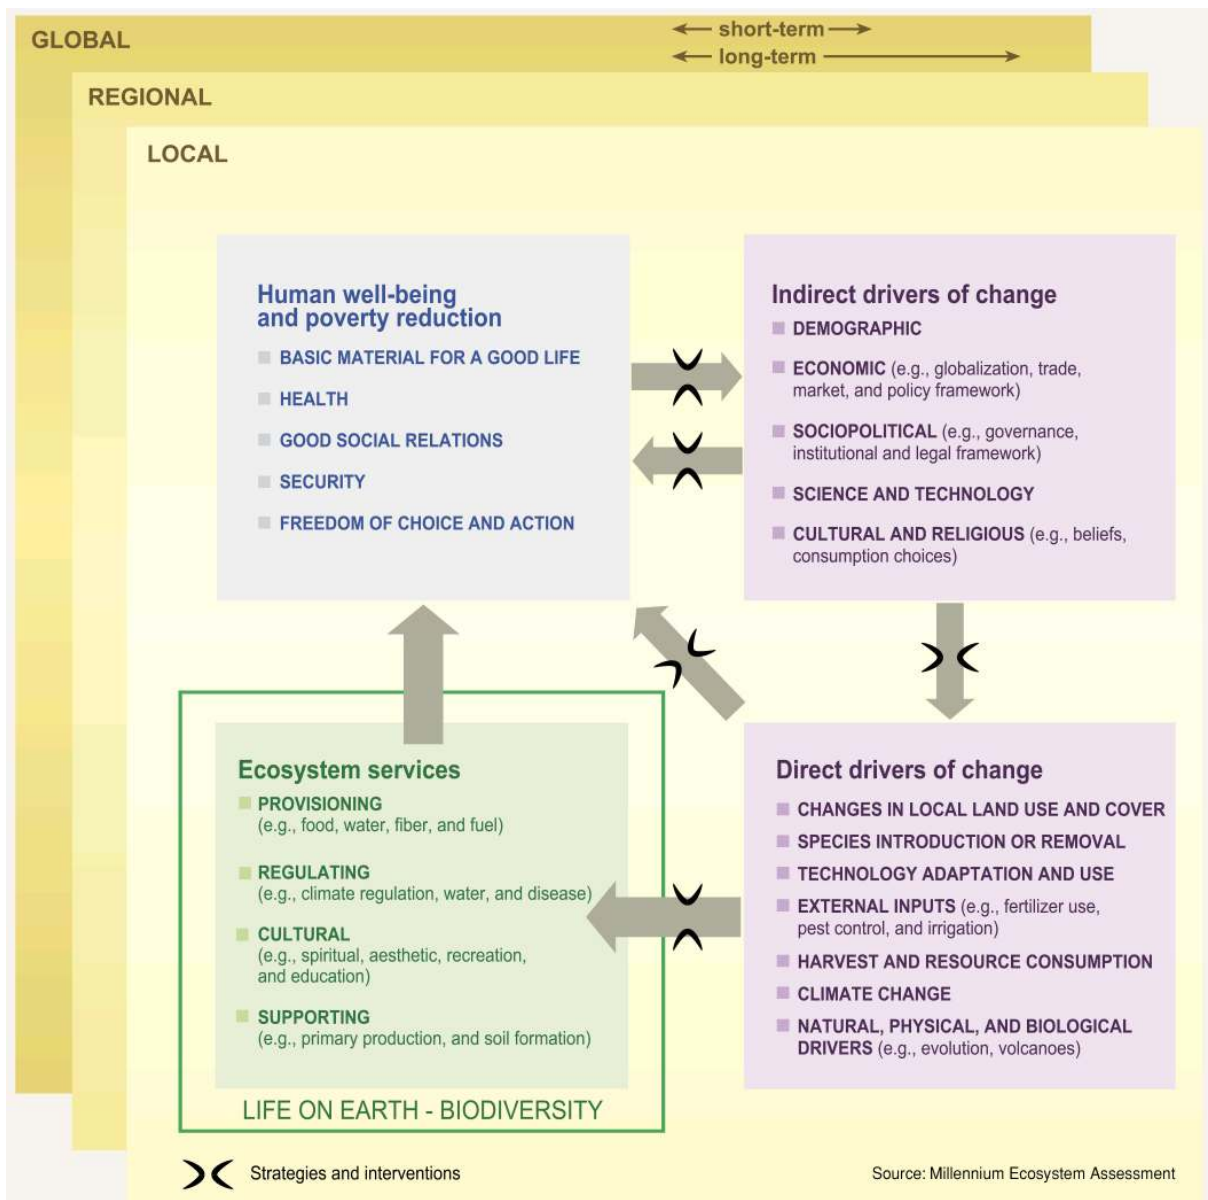 GLOBAL
short-term
long-term
REGIONAL
LOCAL
Human well-being
and poverty reduction
BASIC MATERIAL FOR A GOOD LIFE
HEALTH
GOOD SOCIAL RELATIONS
SECURITY
FREEDOM OF CHOICE AND ACTION
Indirect drivers of change
DEMOGRAPHIC
ECONOMIC (e.g., globalization, trade,
market, and policy framework)
SOCIOPOLITICAL (e.g., governance,
institutional and legal framework)
SCIENCE AND TECHNOLOGY
CULTURAL AND RELIGIOUS (e.g., beliefs,
consumption choices)
Ecosystem services
PROVISIONING
(e.g., food, water, fiber, and fuel)
REGULATING
(e.g., climate regulation, water, and disease)
CULTURAL
(e.g., spiritual, aesthetic, recreation,
and education)
SUPPORTING
(e.g., primary production, and soil formation)
LIFE ON EARTH - BIODIVERSITY
Direct drivers of change
CHANGES IN LOCAL LAND USE AND COVER
SPECIES INTRODUCTION OR REMOVAL
TECHNOLOGY ADAPTATION AND USE
EXTERNAL INPUTS (e.g., fertilizer use,
pest control, and irrigation)
HARVEST AND RESOURCE CONSUMPTION
CLIMATE CHANGE
NATURAL, PHYSICAL, AND BIOLOGICAL
DRIVERS (e.g., evolution, volcanoes)
Strategies and interventions
Source: Millennium Ecosystem Assessment